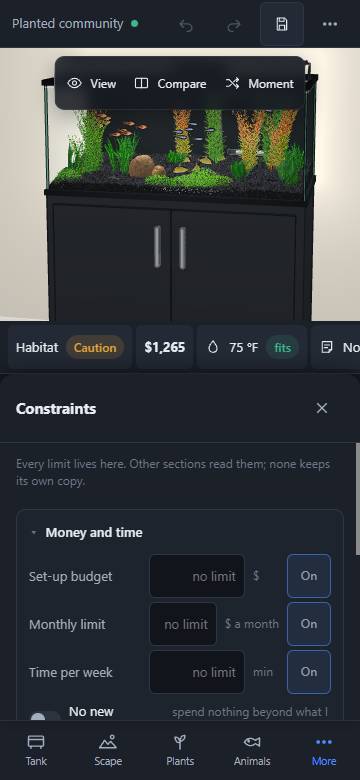 Planted community
View Compare Moment
Habitat Caution $1,265 75 °F fits No
Constraints
Every limit lives here. Other sections read them; none keeps
its own copy.
Money and time
Set-up budget no limit $ On
Monthly limit no limit $ a month On
Time per week no limit min On
No new spend nothing beyond what I
Tank Scape Plants Animals More